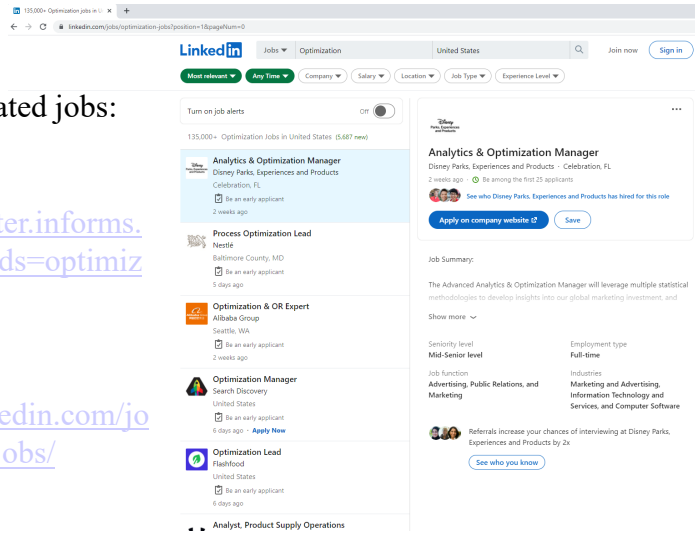 135,000+ Optimization jobs in U
linkedin.com/jobs/optimization-jobs?position=1&pageNum=0
LinkedIn
Jobs
Optimization
United States
Join now
Sign in
Most relevant
Any Time
Company
Salary
Location
Job Type
Experience Level
ated jobs:
ter.informs.
ds=optimiz
edin.com/jo
obs/
Turn on job alerts
Off
135,000+ Optimization Jobs in United States (5,687 new)
Analytics & Optimization Manager
Disney Parks, Experiences and Products
Celebration, FL
Be an early applicant
2 weeks ago
Process Optimization Lead
Nestlé
Baltimore County, MD
Be an early applicant
5 days ago
Optimization & OR Expert
Alibaba Group
Seattle, WA
Be an early applicant
2 weeks ago
Optimization Manager
Search Discovery
United States
Be an early applicant
6 days ago · Apply Now
Optimization Lead
Flashfood
United States
Be an early applicant
6 days ago
Analyst, Product Supply Operations
Disney
Parks, Experiences
and Products
Analytics & Optimization Manager
Disney Parks, Experiences and Products · Celebration, FL
2 weeks ago · Be among the first 25 applicants
See who Disney Parks, Experiences and Products has hired for this role
Apply on company website
Save
Job Summary:
The Advanced Analytics & Optimization Manager will leverage multiple statistical
methodologies to develop insights into our global marketing investment, and
Show more
Seniority level
Mid-Senior level
Employment type
Full-time
Job function
Advertising, Public Relations, and
Marketing
Industries
Marketing and Advertising,
Information Technology and
Services, and Computer Software
Referrals increase your chances of interviewing at Disney Parks,
Experiences and Products by 2x
See who you know